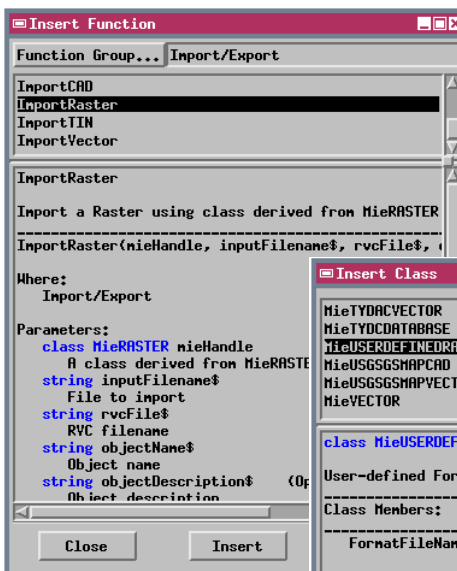 Insert Function
Function Group... Import/Export
ImportCAD
ImportRaster
ImportTIN
ImportVector
ImportRaster
Import a Raster using class derived from MieRASTER
ImportRaster(mieHandle, inputFilename$, rvcFile$,
Where:
Import/Export
Parameters:
class MieRASTER mieHandle
A class derived from MieRASTE
string inputFilename$
File to import
string rvcFile$
RVC filename
string objectName$
Object name
string objectDescription$ (Op
Object description
Close Insert
Insert Class
MieTYDACVECTOR
MieTYDCDATABASE
MieUSERDEFINEDRA
MieUSGSGSMAPCAD
MieUSGSGSMAPVECT
MieVECTOR
class MieUSERDEF
User-defined For
Class Members:
FormatFileNam